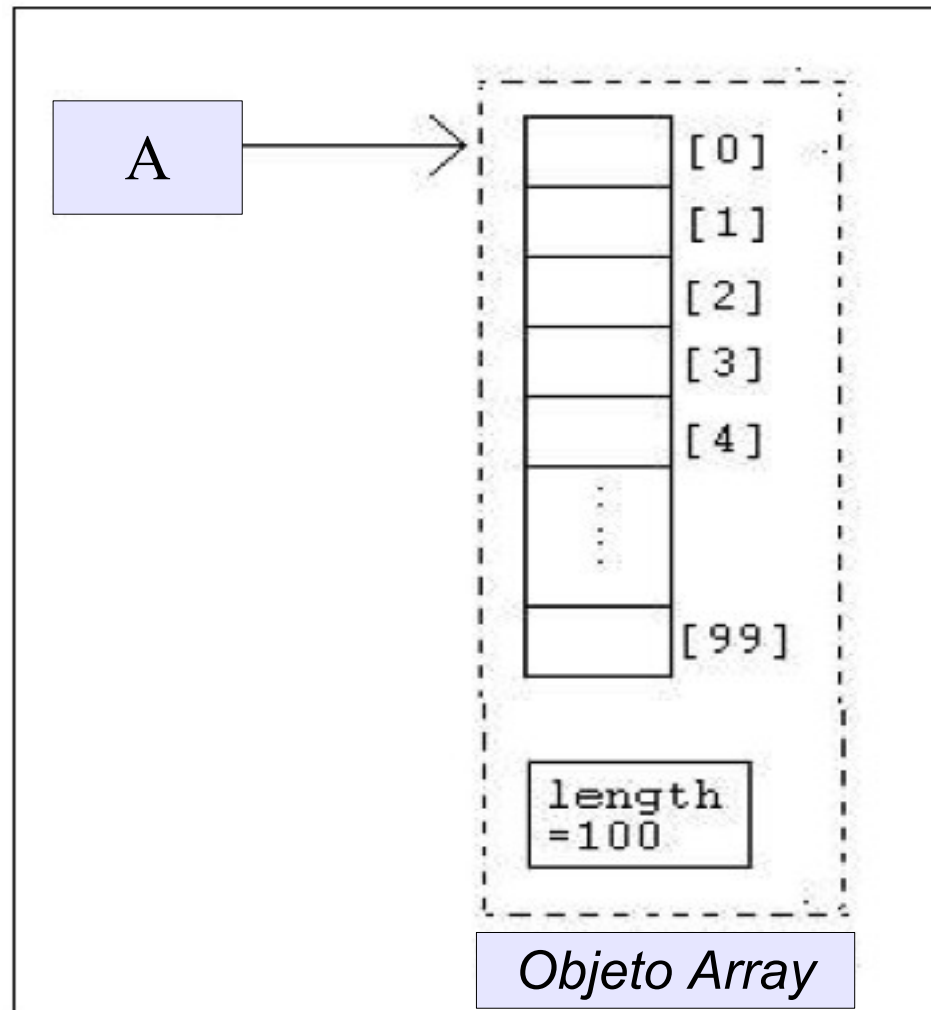 A
[0]
[1]
[2]
[3]
[4]
[99]
length
=100
Objeto Array